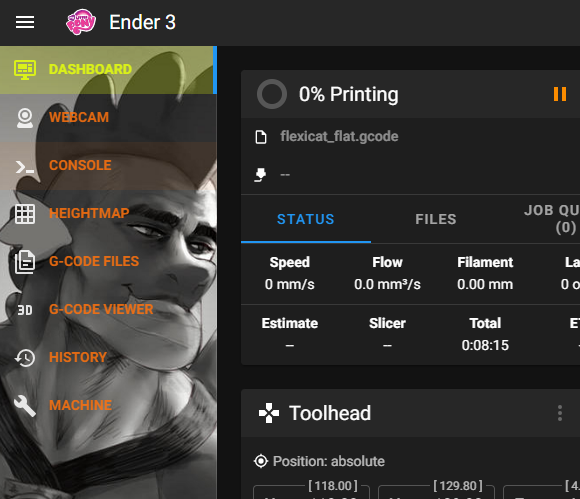 Ender 3
DASHBOARD
WEBCAM
CONSOLE
HEIGHTMAP
G-CODE FILES
3D G-CODE VIEWER
HISTORY
MACHINE
0% Printing
flexicat_flat.gcode
--
STATUS FILES JOB QU
(0)
Speed Flow Filament La
0 mm/s 0.0 mm³/s 0.00 mm 0 o
Estimate Slicer Total ET
-- -- 0:08:15
Toolhead
Position: absolute
[ 118.00 ] [ 129.80 ] [ 4.